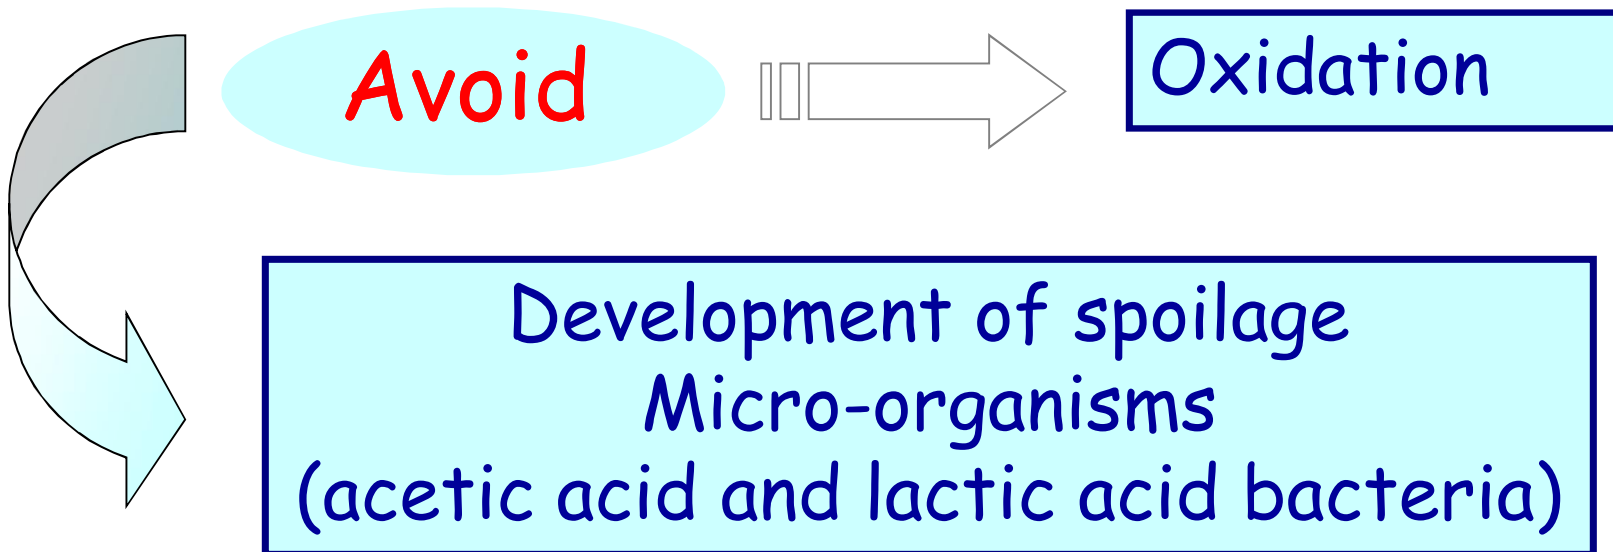 Avoid
Oxidation
Development of spoilage
Micro-organisms
(acetic acid and lactic acid bacteria)